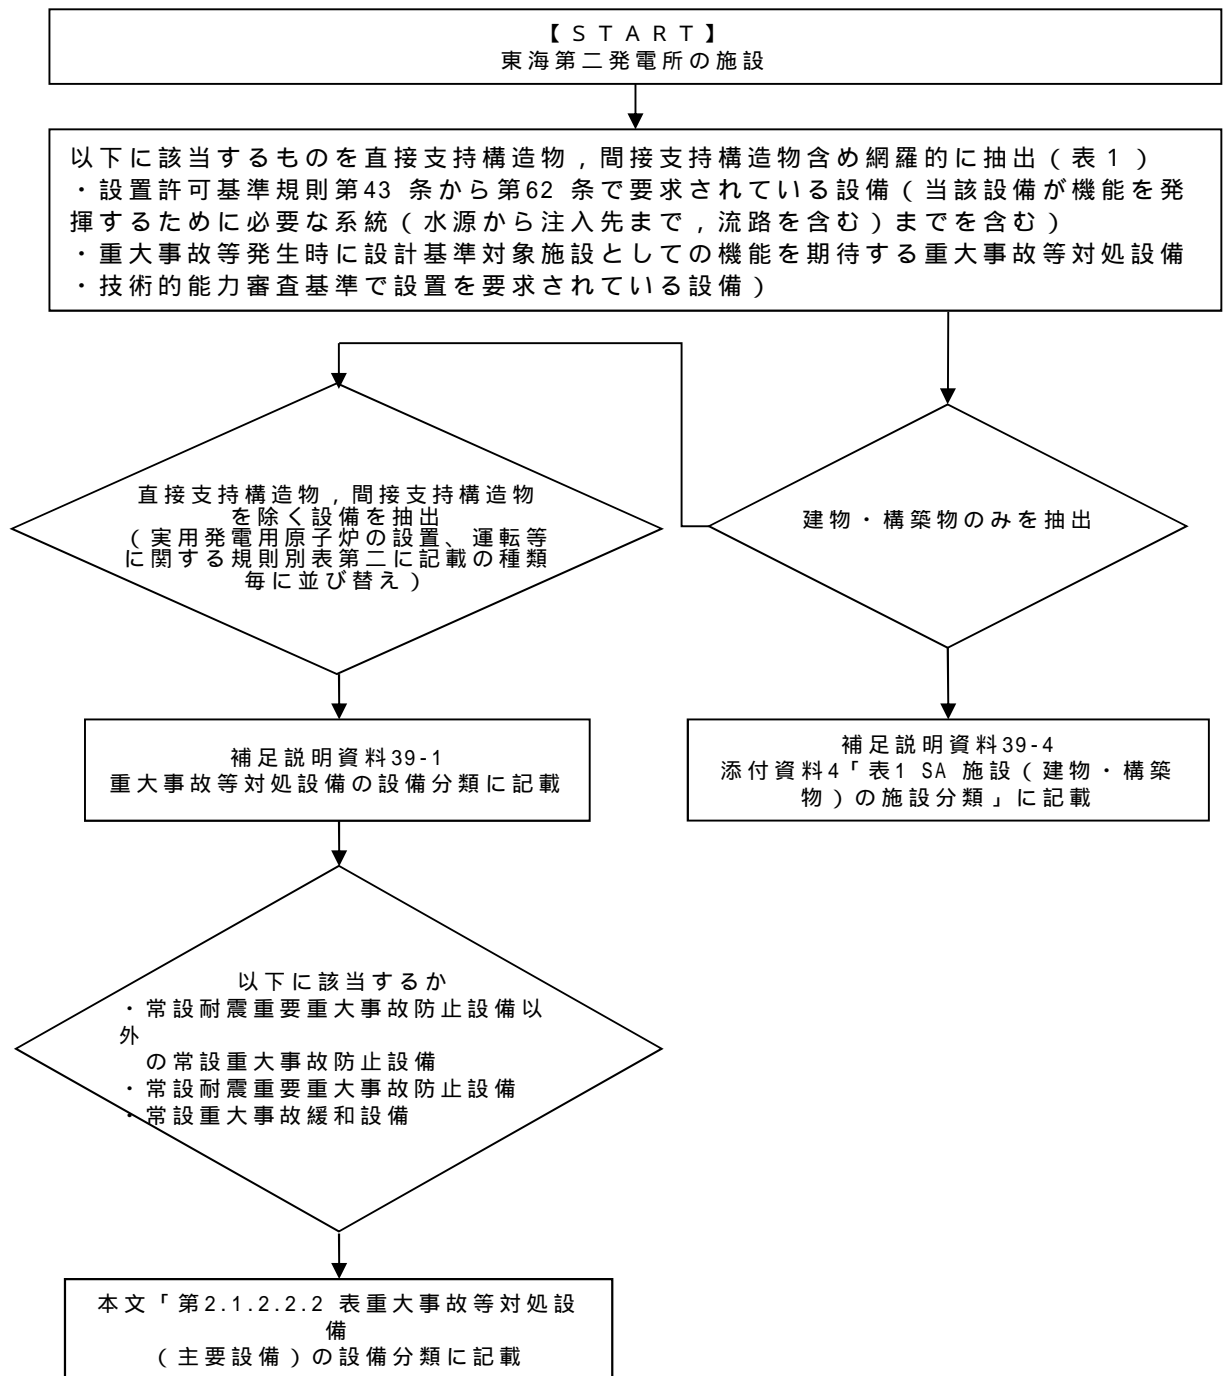 【START】
東海第二発電所の施設
以下に該当するものを直接支持構造物，間接支持構造物含め網羅的に抽出（表1）
・設置許可基準規則第43 条から第62 条で要求されている設備（当該設備が機能を発
揮するために必要な系統（水源から注入先まで，流路を含む）までを含む）
・重大事故等発生時に設計基準対象施設としての機能を期待する重大事故等対処設備
・技術的能力審査基準で設置を要求されている設備）
直接支持構造物，間接支持構造物
を除く設備を抽出
（実用発電用原子炉の設置、運転等
に関する規則別表第二に記載の種類
毎に並び替え）
建物・構築物のみを抽出
補足説明資料39-1
重大事故等対処設備の設備分類に記載
補足説明資料39-4
添付資料4「表1 SA 施設（建物・構築
物）の施設分類」に記載
以下に該当するか
・常設耐震重要重大事故防止設備以
外
の常設重大事故防止設備
・常設耐震重要重大事故防止設備
・常設重大事故緩和設備
本文「第2.1.2.2.2 表重大事故等対処設
備
（主要設備）の設備分類に記載